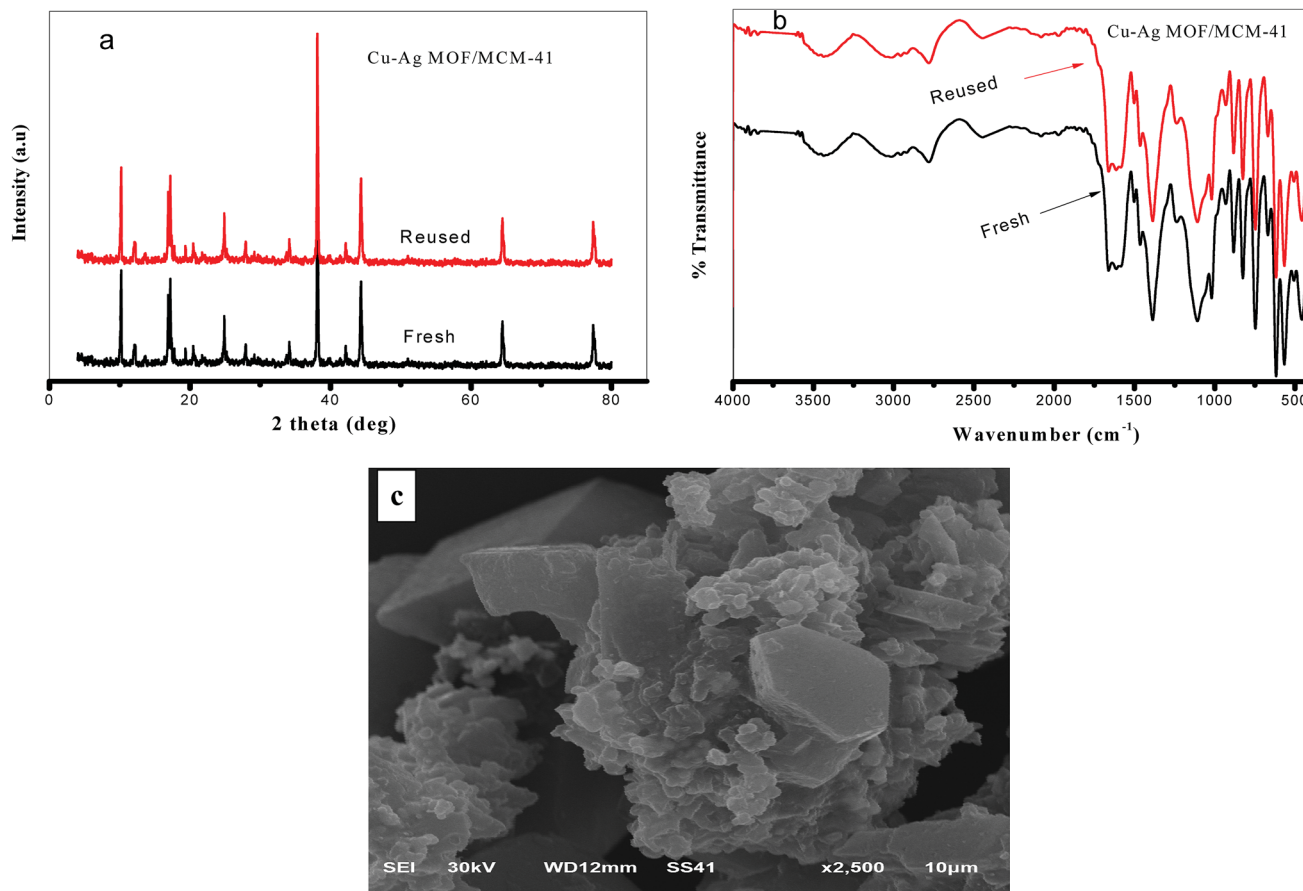 a
Cu-Ag MOF/MCM-41
Reused
Fresh
Intensity (a.u)
0 20 40 60 80
2 theta (deg)
b
Cu-Ag MOF/MCM-41
Reused
Fresh
% Transmittance
4000 3500 3000 2500 2000 1500 1000 500
Wavenumber (cm⁻¹)
c
SEI 30kV WD12mm SS41 x2,500 10µm